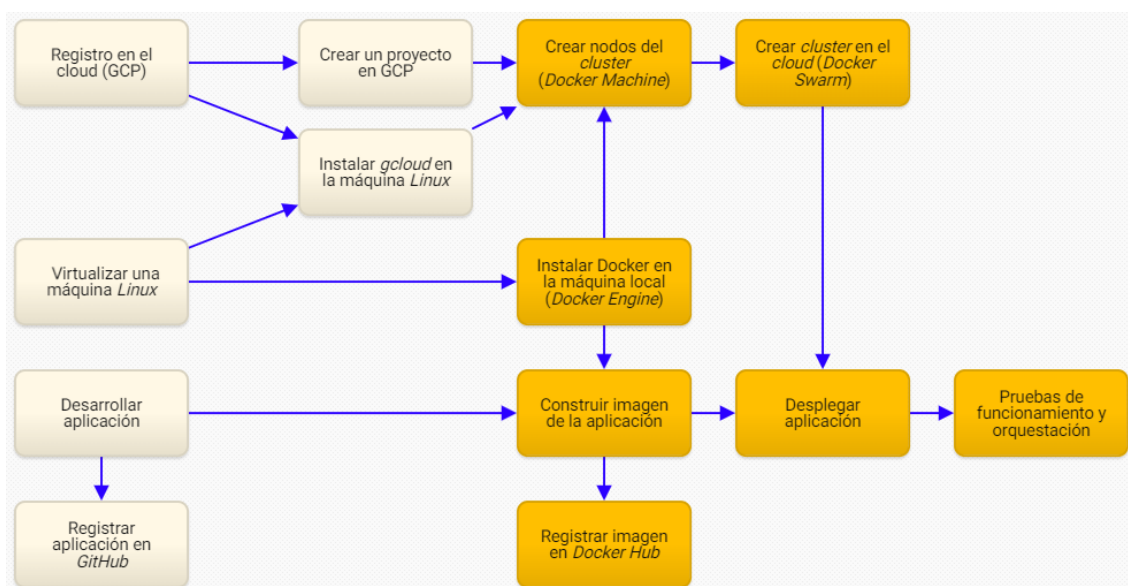 Registro en el
cloud (GCP)
Crear un proyecto
en GCP
Crear nodos del
cluster
(Docker Machine)
Crear cluster en el
cloud (Docker
Swarm)
Instalar gcloud en
la máquina Linux
Virtualizar una
máquina Linux
Instalar Docker en
la máquina local
(Docker Engine)
Desarrollar
aplicación
Construir imagen
de la aplicación
Desplegar
aplicación
Pruebas de
funcionamiento y
orquestación
Registrar
aplicación en
GitHub
Registrar imagen
en Docker Hub